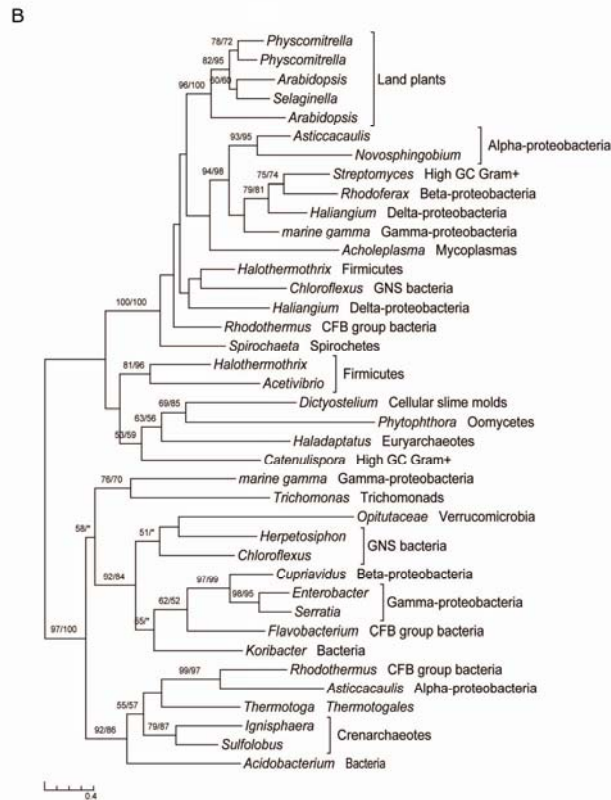 B
78/72
Physcomitrella
82/95
Physcomitrella
60/60
Arabidopsis
Land plants
96/100
Selaginella
Arabidopsis
93/95
Asticcacaulis
Alpha-proteobacteria
Novosphingobium
94/98
75/74
Streptomyces High GC Gram+
79/81
Rhodoferax Beta-proteobacteria
Haliangium Delta-proteobacteria
marine gamma Gamma-proteobacteria
Acholeplasma Mycoplasmas
Halothermothrix Firmicutes
Chloroflexus GNS bacteria
100/100
Haliangium Delta-proteobacteria
Rhodothermus CFB group bacteria
Spirochaeta Spirochetes
81/96
Halothermothrix
Firmicutes
Acetivibrio
69/85
Dictyostelium Cellular slime molds
63/56
Phytophthora Oomycetes
53/59
Haladaptatus Euryarchaeotes
Catenulispora High GC Gram+
76/70
marine gamma Gamma-proteobacteria
Trichomonas Trichomonads
58/*
Opitutaceae Verrucomicrobia
51/*
Herpetosiphon
GNS bacteria
Chloroflexus
92/84
97/99
Cupriavidus Beta-proteobacteria
98/95
Enterobacter
Gamma-proteobacteria
62/52
Serratia
65/*
Flavobacterium CFB group bacteria
97/100
Koribacter Bacteria
99/97
Rhodothermus CFB group bacteria
Asticcacaulis Alpha-proteobacteria
55/57
Thermotoga Thermotogales
92/86
79/87
Ignisphaera
Crenarchaeotes
Sulfolobus
Acidobacterium Bacteria
0.4